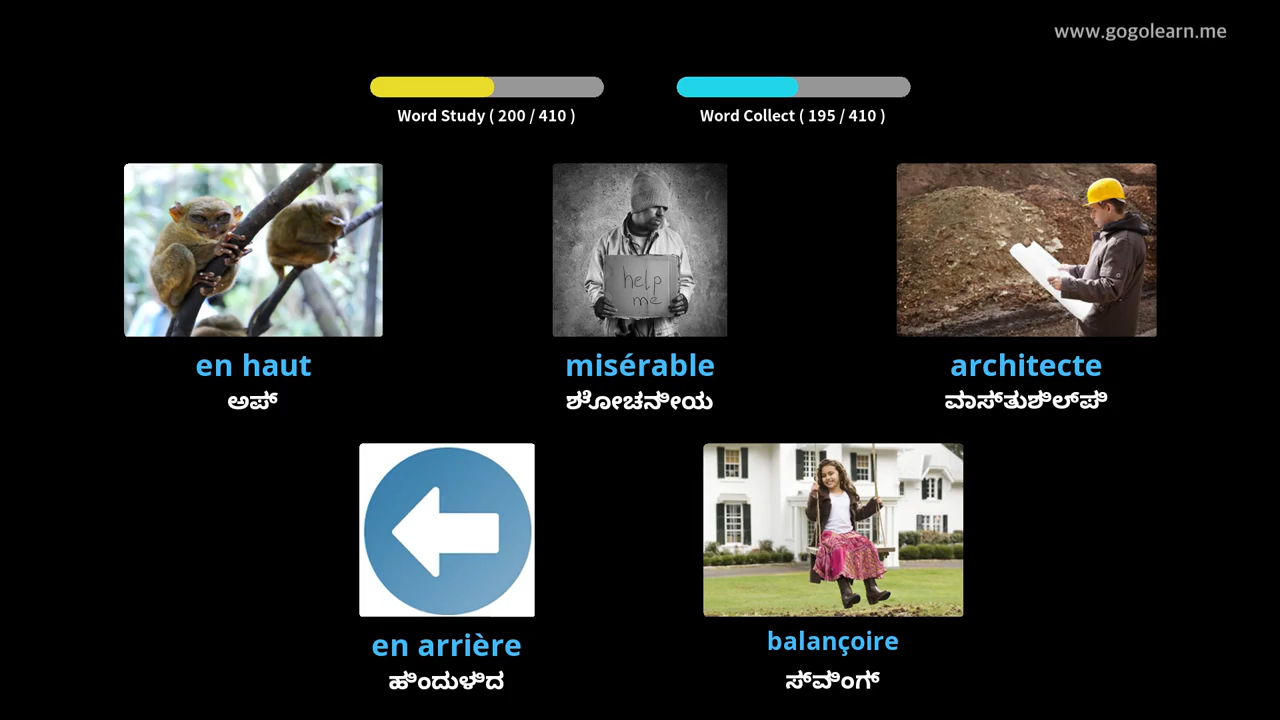 www.gogolearn.me
Word Study ( 200 / 410 )
Word Collect ( 195 / 410 )
help
me
en haut
misérable
architecte
ಅಪ್
ಶೋಚನೀಯ
ವಾಸ್ತುಶಿಲ್ಪಿ
en arrière
balançoire
ಹಿಂದುಳಿದ
ಸ್ವಿಂಗ್